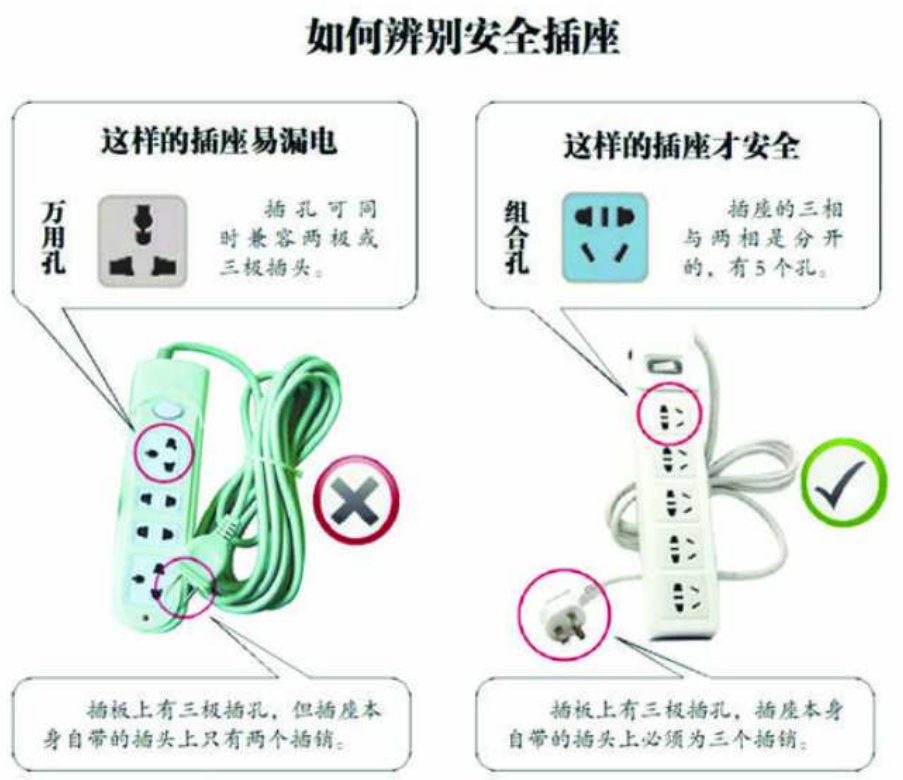 如何辨别安全插座
这样的插座易漏电
万用孔
插孔可同
时兼容两极或
三极插头。
这样的插座才安全
组合孔
插座的三相
与两相是分开
的，有5个孔。
插板上有三极插孔，但插座本
身自带的插头上只有两个插销。
插板上有三极插孔，插座本身
自带的插头上必须为三个插销。